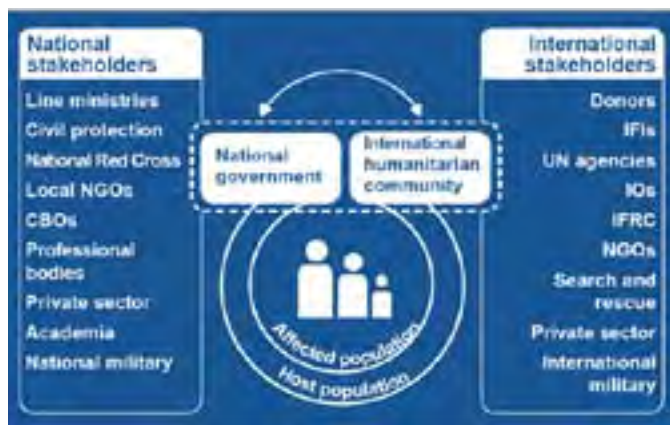 National
stakeholders
Line ministries
Civil protection
National Red Cross
Local NGOs
CBOs
Professional
bodies
Private sector
Academia
National military
National
government
International
humanitarian
community
Affected population
Host population
International
stakeholders
Donors
IFIs
UN agencies
IOs
IFRC
NGOs
Search and
rescue
Private sector
International
military